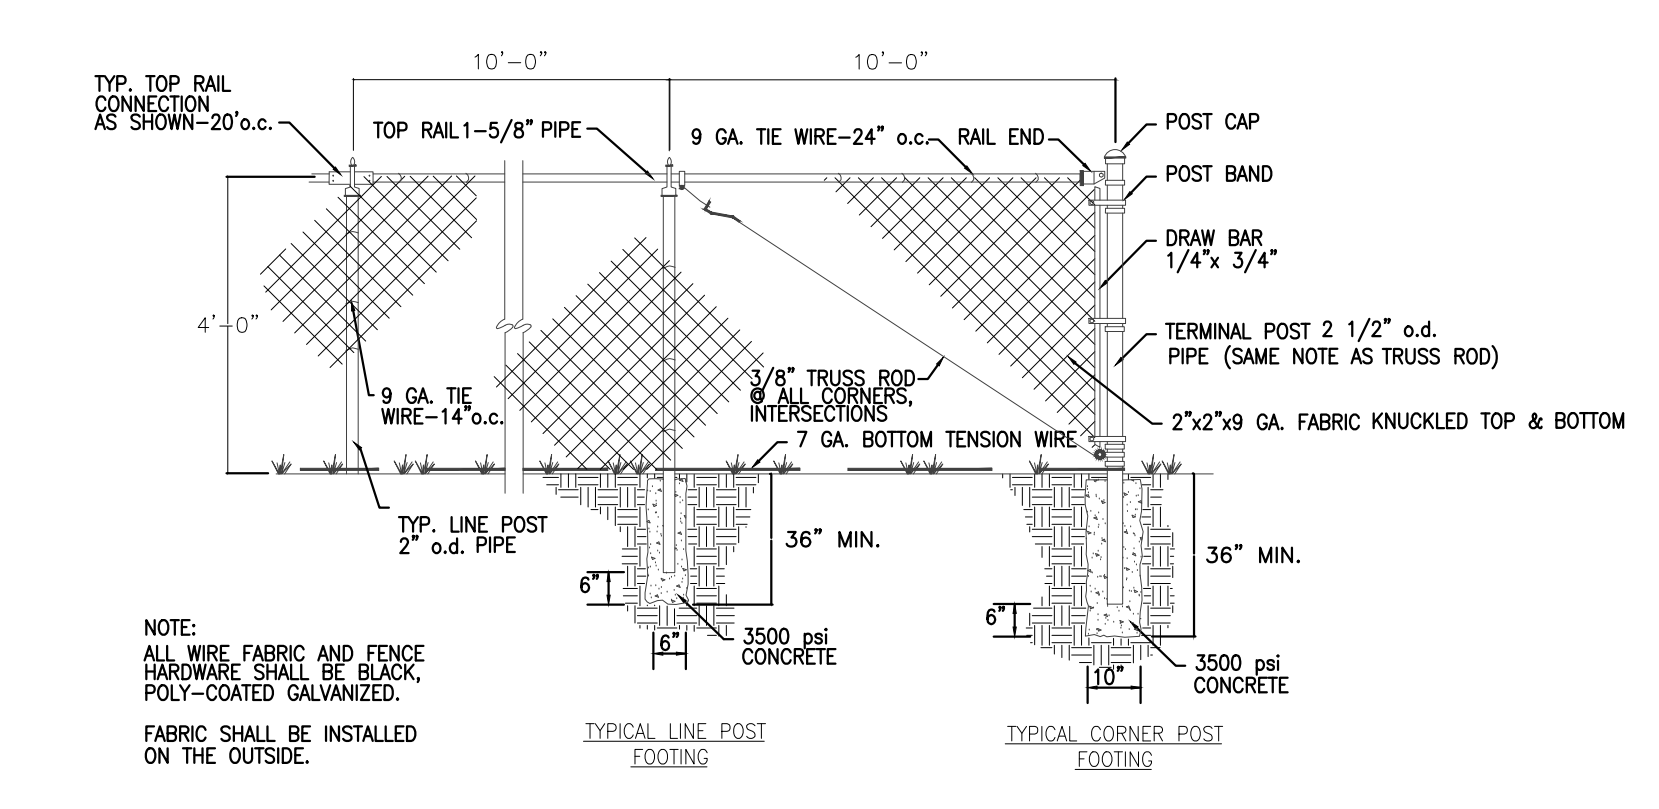 10'-0"
10'-0"
TYP. TOP RAIL
CONNECTION
AS SHOWN-20'o.c.
TOP RAIL 1-5/8" PIPE
9 GA. TIE WIRE-24" o.c.
RAIL END
POST CAP
POST BAND
DRAW BAR
1/4"x 3/4"
4'-0"
TERMINAL POST 2 1/2" o.d.
PIPE (SAME NOTE AS TRUSS ROD)
3/8" TRUSS ROD
@ ALL CORNERS,
INTERSECTIONS
9 GA. TIE
WIRE-14"o.c.
2"x2"x9 GA. FABRIC KNUCKLED TOP & BOTTOM
7 GA. BOTTOM TENSION WIRE
TYP. LINE POST
2" o.d. PIPE
36" MIN.
36" MIN.
6"
6"
6"
10"
3500 psi
CONCRETE
3500 psi
CONCRETE
NOTE:
ALL WIRE FABRIC AND FENCE
HARDWARE SHALL BE BLACK,
POLY-COATED GALVANIZED.
FABRIC SHALL BE INSTALLED
ON THE OUTSIDE.
TYPICAL LINE POST
FOOTING
TYPICAL CORNER POST
FOOTING